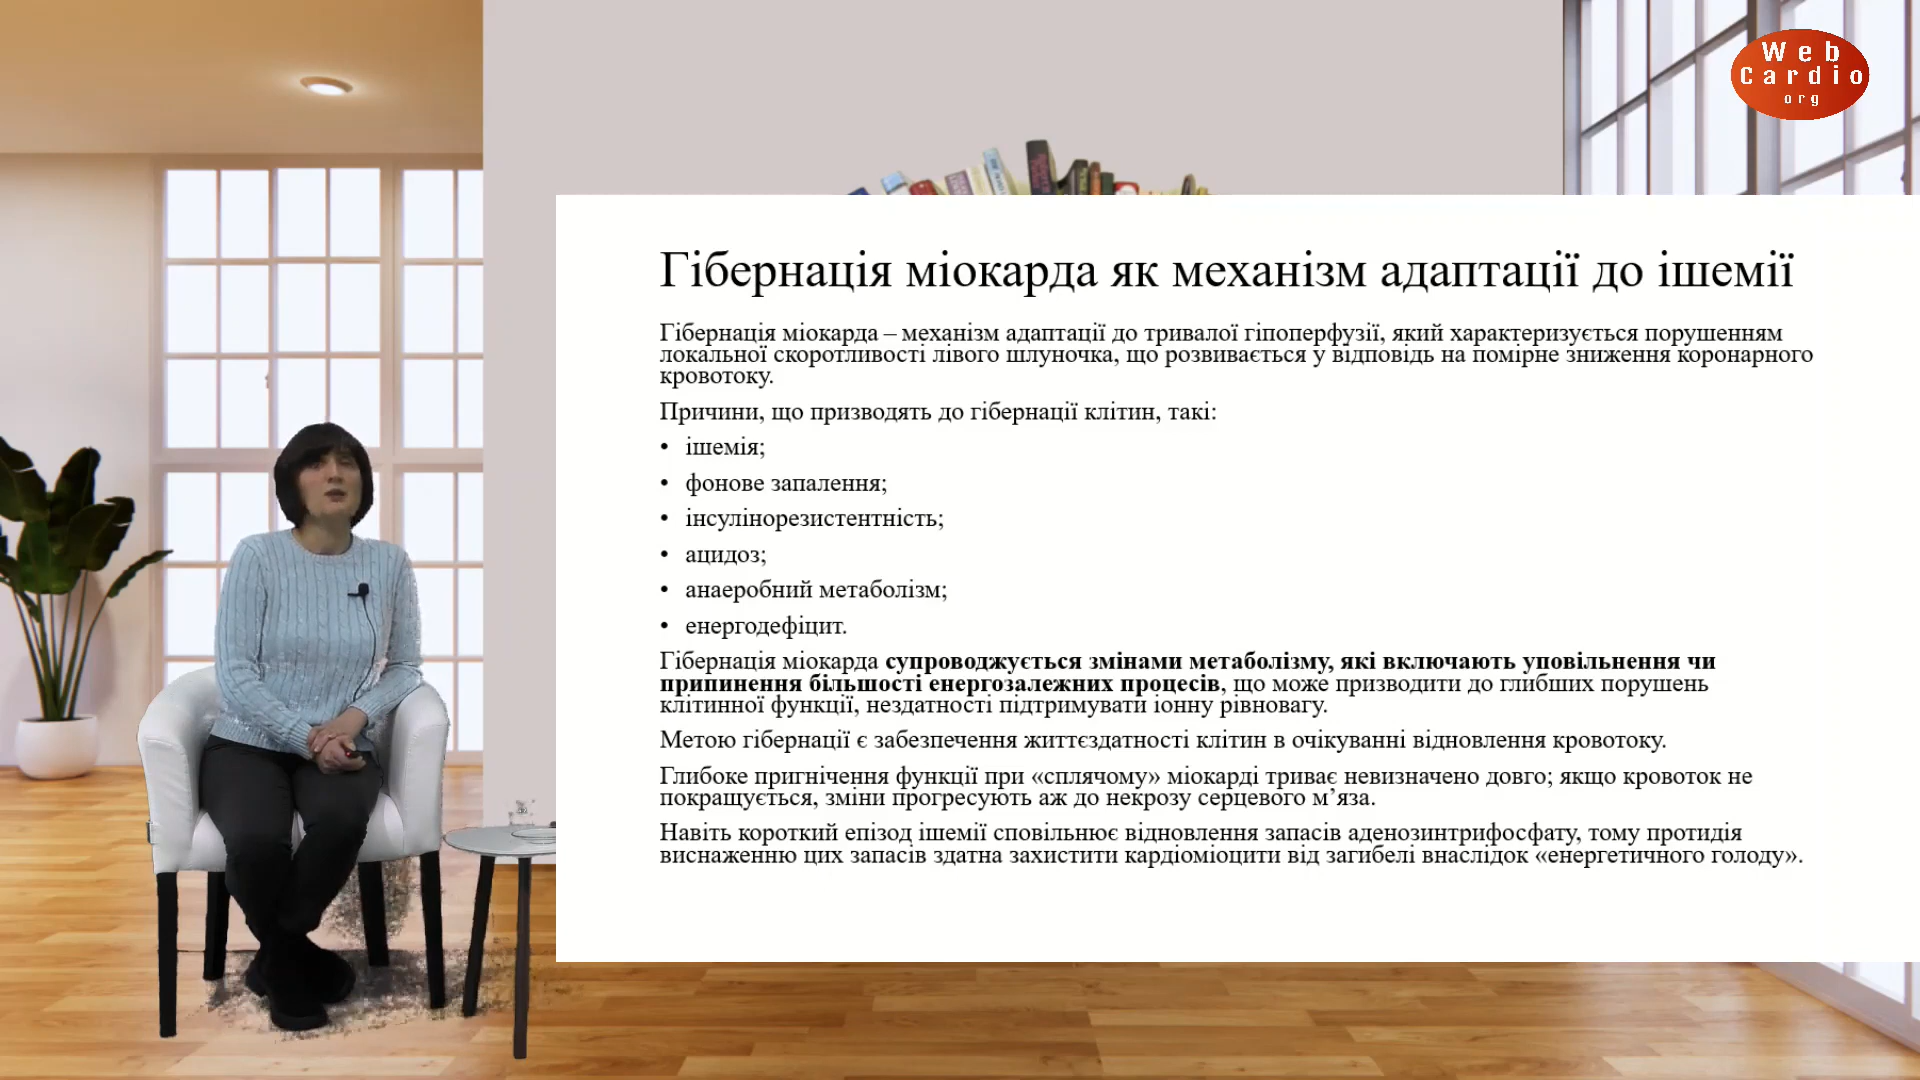 Web
Cardio
org
Гібернація міокарда як механізм адаптації до ішемії
Гібернація міокарда – механізм адаптації до тривалої гіпоперфузії, який характеризується порушенням
локальної скоротливості лівого шлуночка, що розвивається у відповідь на помірне зниження коронарного
кровотоку.
Причини, що призводять до гібернації клітин, такі:
• ішемія;
• фонове запалення;
• інсулінорезистентність;
• ацидоз;
• анаеробний метаболізм;
• енергодефіцит.
Гібернація міокарда супроводжується змінами метаболізму, які включають уповільнення чи
припинення більшості енергозалежних процесів, що може призводити до глибших порушень
клітинної функції, нездатності підтримувати іонну рівновагу.
Метою гібернації є забезпечення життєздатності клітин в очікуванні відновлення кровотоку.
Глибоке пригнічення функції при «сплячому» міокарді триває невизначено довго; якщо кровоток не
покращується, зміни прогресують аж до некрозу серцевого м’яза.
Навіть короткий епізод ішемії сповільнює відновлення запасів аденозинтрифосфату, тому протидія
виснаженню цих запасів здатна захистити кардіоміоцити від загибелі внаслідок «енергетичного голоду».